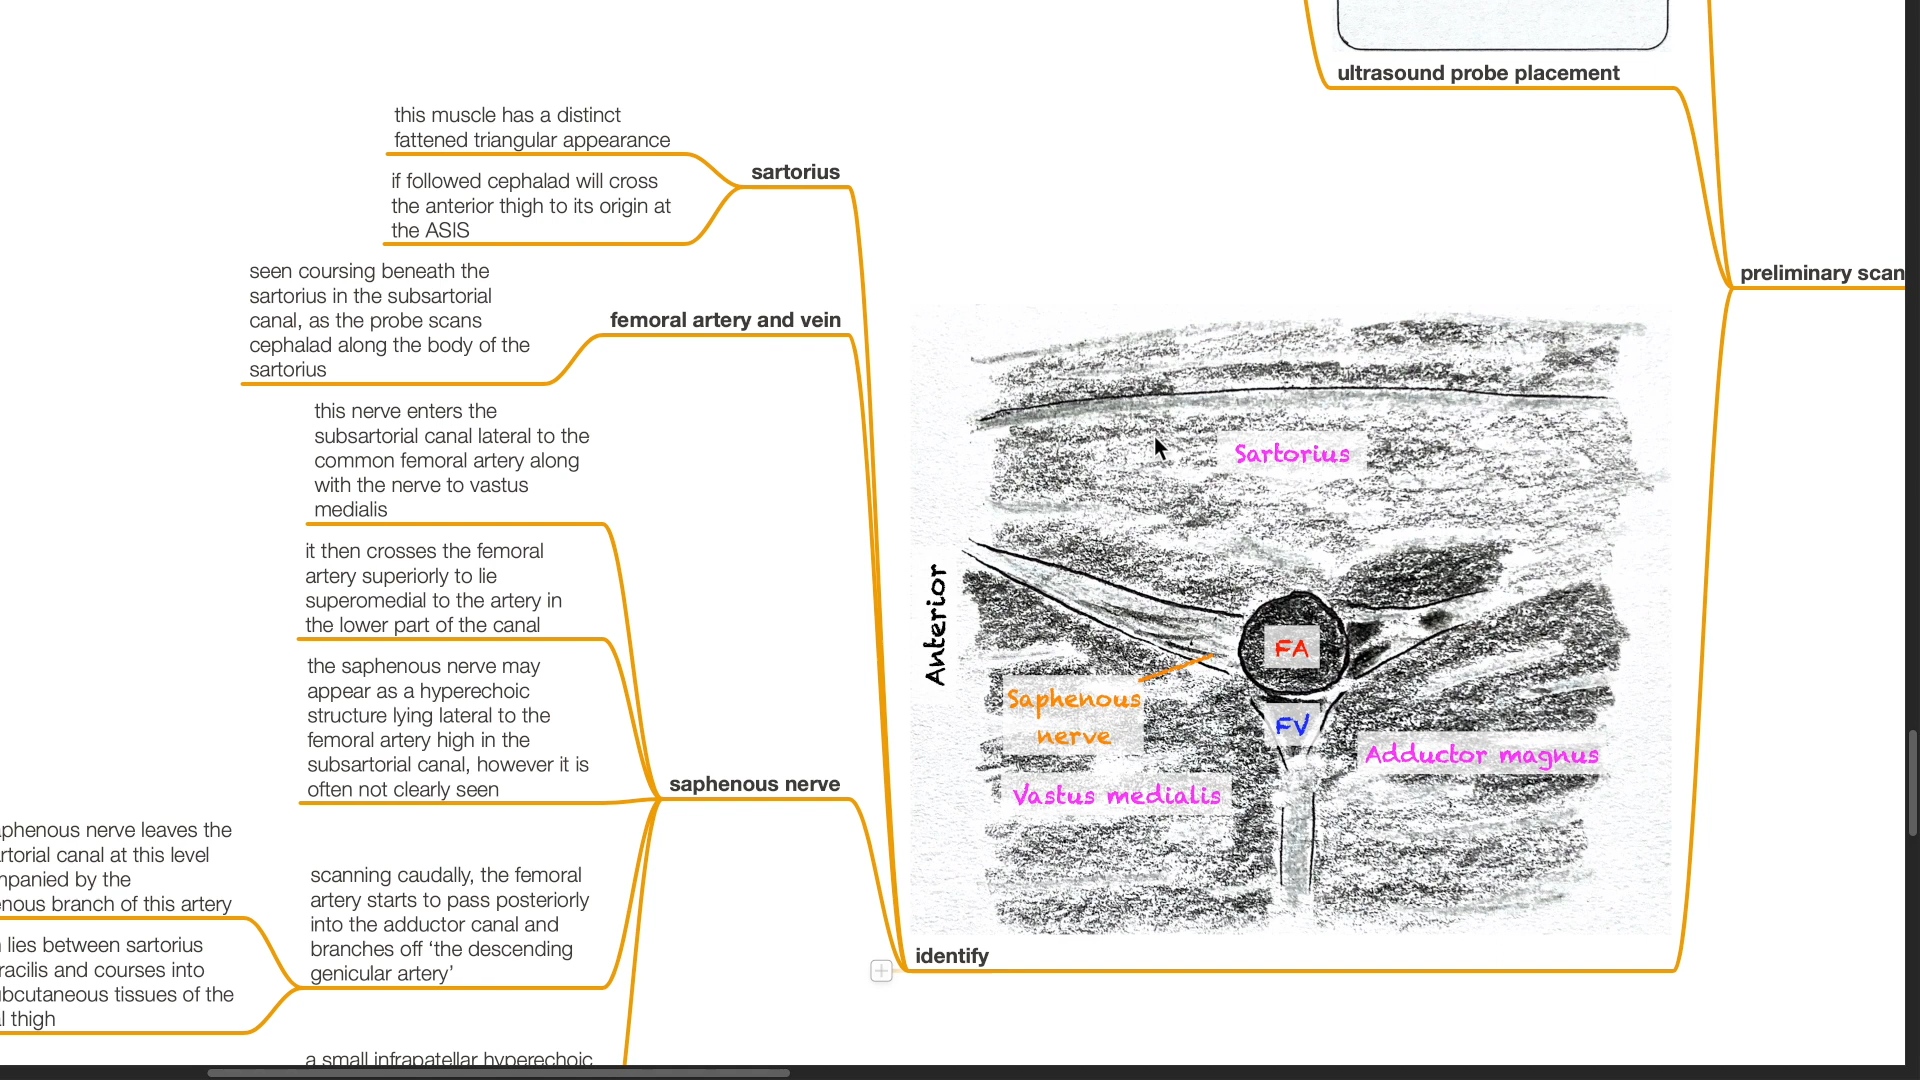 ultrasound probe placement
preliminary scan
this muscle has a distinct
fattened triangular appearance
sartorius
if followed cephalad will cross
the anterior thigh to its origin at
the ASIS
seen coursing beneath the
sartorius in the subsartorial
canal, as the probe scans
cephalad along the body of the
sartorius
femoral artery and vein
this nerve enters the
subsartorial canal lateral to the
common femoral artery along
with the nerve to vastus
medialis
it then crosses the femoral
artery superiorly to lie
superomedial to the artery in
the lower part of the canal
the saphenous nerve may
appear as a hyperechoic
structure lying lateral to the
femoral artery high in the
subsartorial canal, however it is
often not clearly seen
saphenous nerve
aphenous nerve leaves the
rtorial canal at this level
npanied by the
enous branch of this artery
lies between sartorius
racilis and courses into
ubcutaneous tissues of the
l thigh
scanning caudally, the femoral
artery starts to pass posteriorly
into the adductor canal and
branches off ‘the descending
genicular artery’
a small infrapatellar hyperechoic
Sartorius
Anterior
FA
Saphenous
nerve
FV
Adductor magnus
Vastus medialis
identify